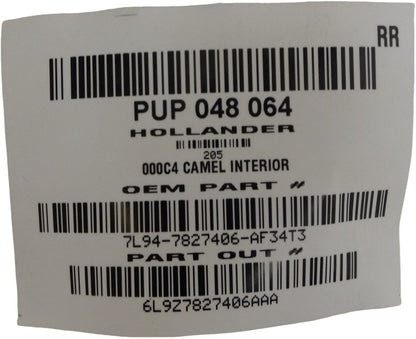 RR
PUP 048 064
HOLLANDER
205
000C4 CAMEL INTERIOR
OEM PART #
7L94-7827406-AF34T3
PART OUT #
6L9Z7827406AAA